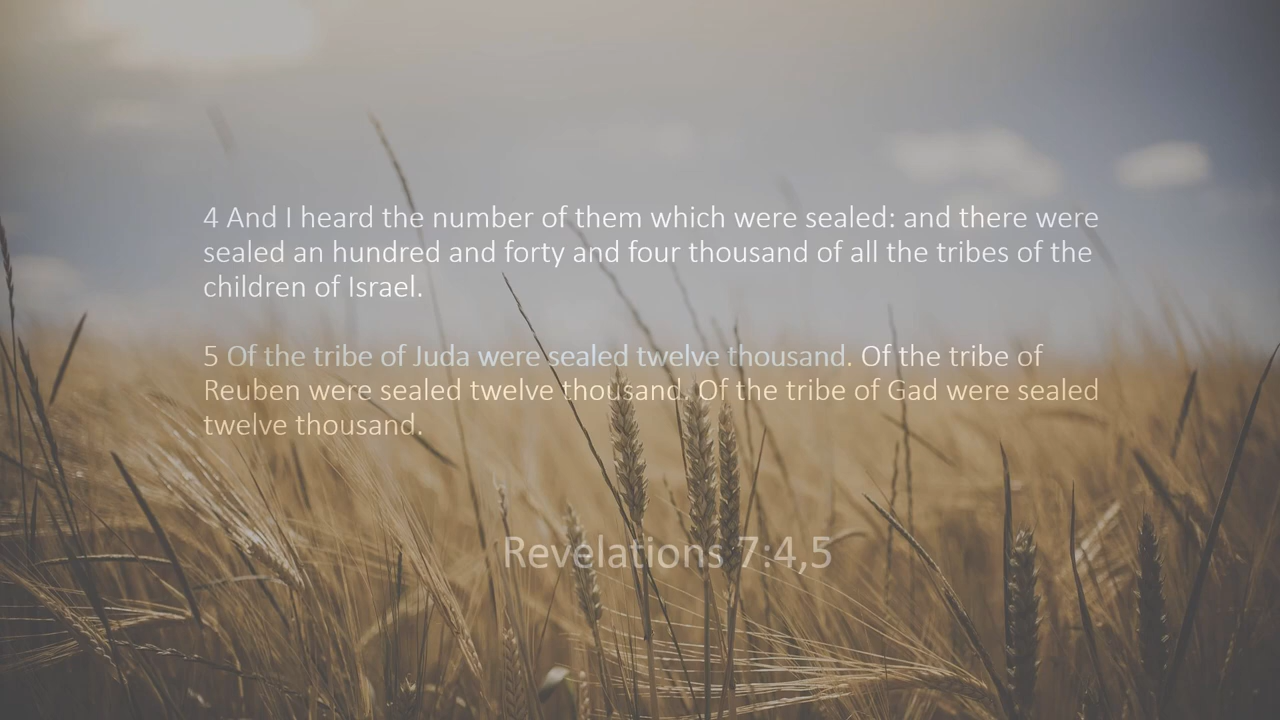 4 And I heard the number of them which were sealed: and there were
sealed an hundred and forty and four thousand of all the tribes of the
children of Israel.
5 Of the tribe of Juda were sealed twelve thousand. Of the tribe of
Reuben were sealed twelve thousand. Of the tribe of Gad were sealed
twelve thousand.
Revelations 7:4,5